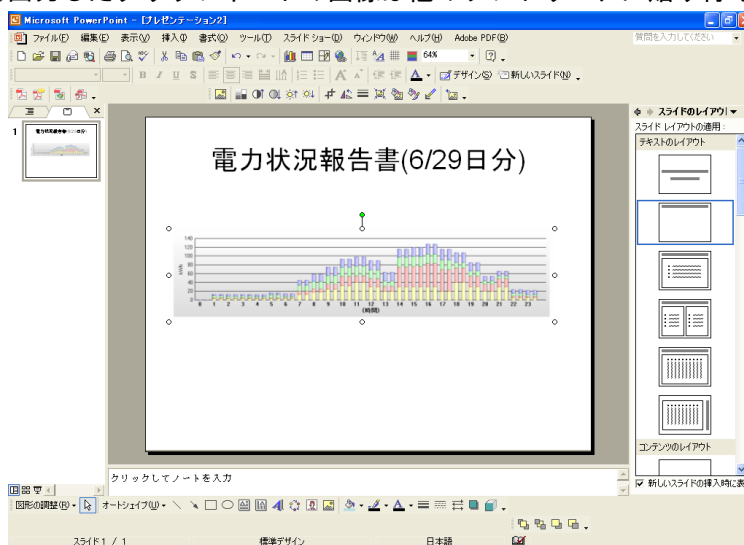 Microsoft PowerPoint - [プレゼンテーション2]
ファイル(F) 編集(E) 表示(V) 挿入(I) 書式(O) ツール(T) スライド ショー(D) ウィンドウ(W) ヘルプ(H) Adobe PDF(B)
質問を入力してください
64%
B I U S
デザイン(S) 新しいスライド(N)
スライドのレイアウト
スライド レイアウトの適用:
テキストのレイアウト
1
電力状況報告書(6/29日分)
kWh
140
120
100
80
60
40
20
0
0 1 2 3 4 5 6 7 8 9 10 11 12 13 14 15 16 17 18 19 20 21 22 23
(時間)
コンテンツのレイアウト
クリックしてノートを入力
新しいスライドの挿入時に表
図形の調整(R) オートシェイプ(U)
スライド 1 / 1 標準デザイン 日本語